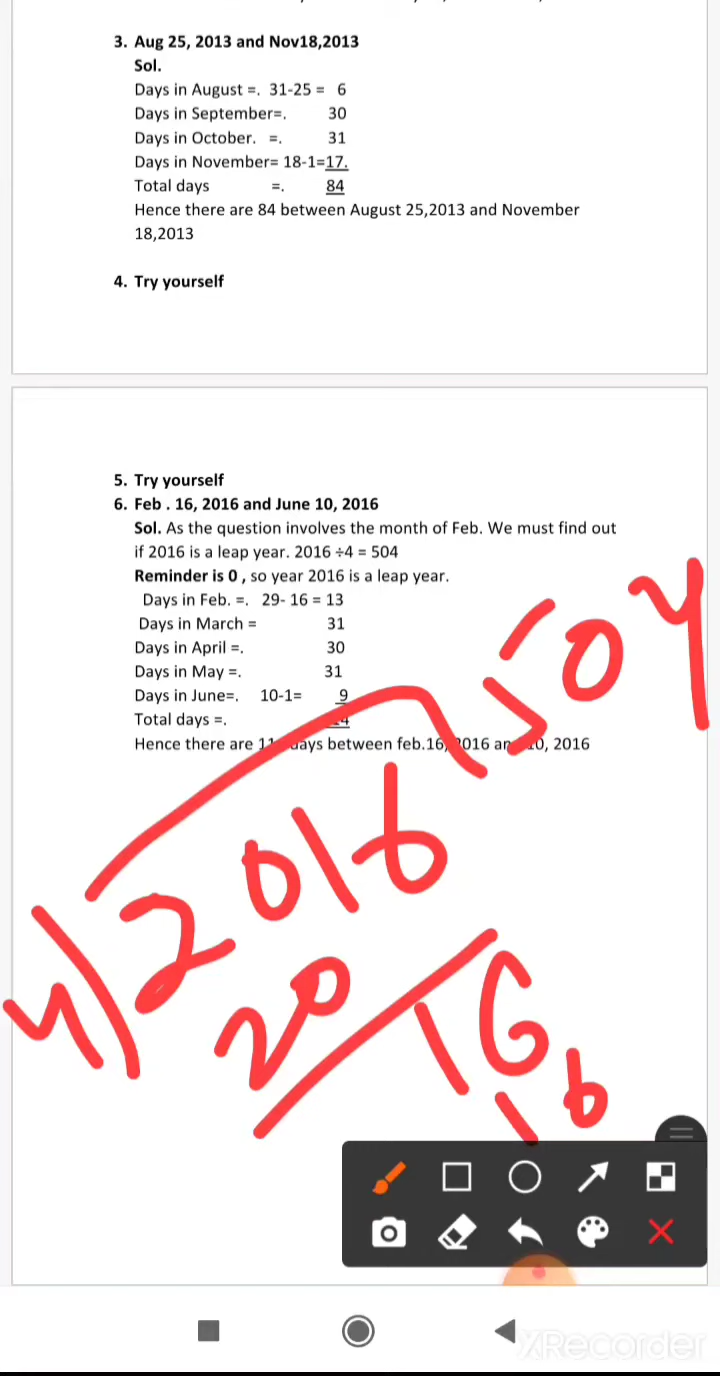 3. Aug 25, 2013 and Nov18,2013
Sol.
Days in August =. 31-25 = 6
Days in September=. 30
Days in October. =. 31
Days in November= 18-1=17.
Total days =. 84
Hence there are 84 between August 25,2013 and November
18,2013
4. Try yourself
5. Try yourself
6. Feb . 16, 2016 and June 10, 2016
Sol. As the question involves the month of Feb. We must find out
if 2016 is a leap year. 2016 ÷4 = 504
Reminder is 0 , so year 2016 is a leap year.
Days in Feb. =. 29- 16 = 13
Days in March = 31
Days in April =. 30
Days in May =. 31
Days in June=. 10-1= 9
Total days =.
Hence there are days between feb.16, 2016 10, 2016
504
4)2016
20
16
16
XRecorder